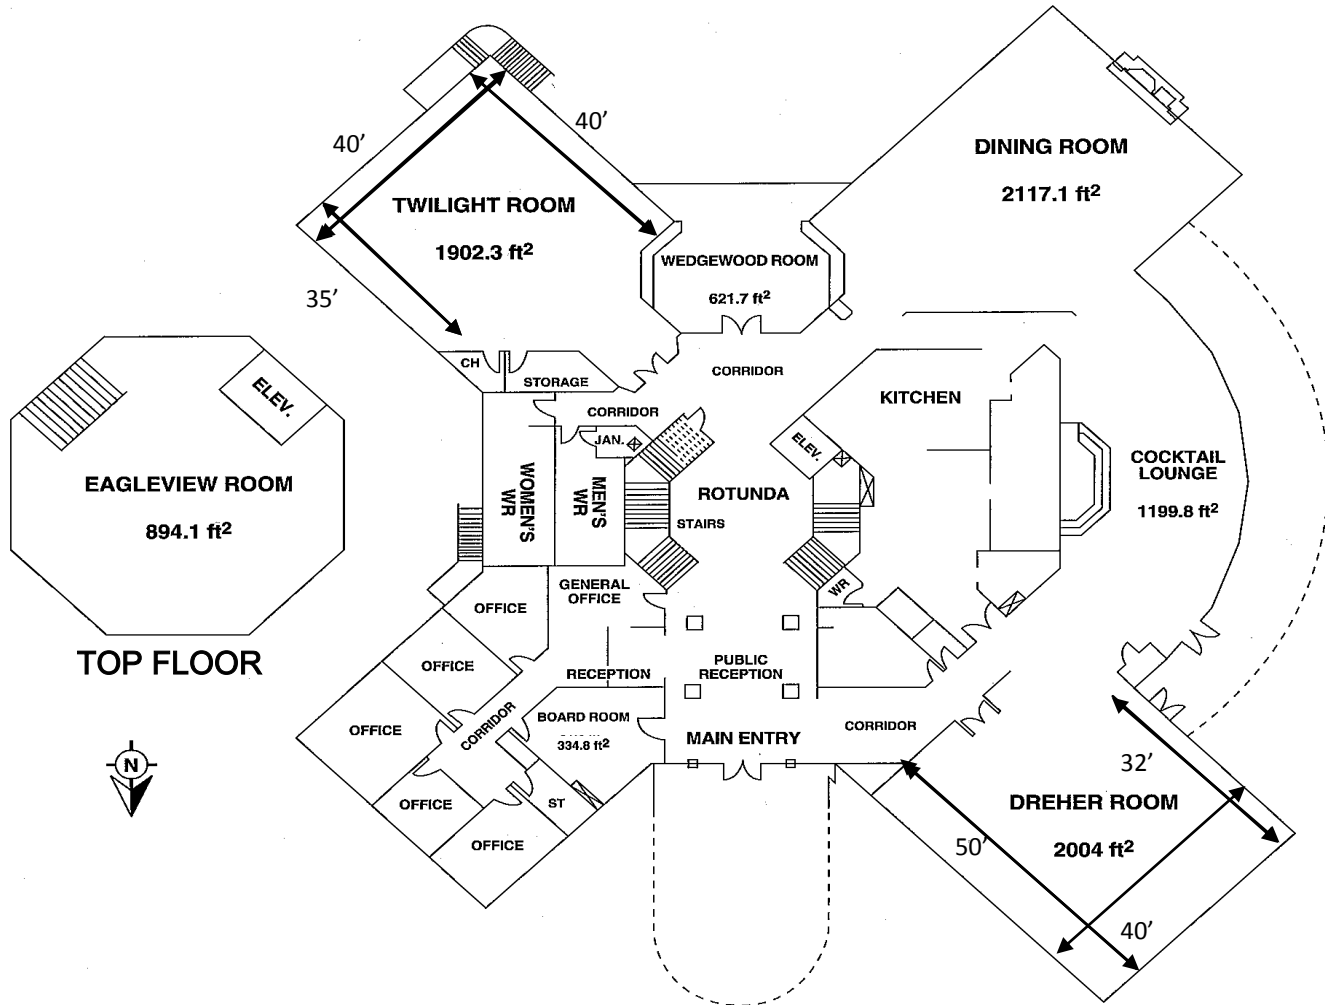 40’
40’
DINING ROOM
2117.1 ft²
TWILIGHT ROOM
1902.3 ft²
35’
WEDGEWOOD ROOM
621.7 ft²
CH
STORAGE
CORRIDOR
CORRIDOR
KITCHEN
ELEV.
JAN.
ELEV.
EAGLEVIEW ROOM
894.1 ft²
WOMEN'S
WR
MEN'S
WR
ROTUNDA
STAIRS
COCKTAIL
LOUNGE
1199.8 ft²
GENERAL
OFFICE
WR
OFFICE
TOP FLOOR
OFFICE
RECEPTION
PUBLIC
RECEPTION
OFFICE
CORRIDOR
BOARD ROOM
334.8 ft²
MAIN ENTRY
CORRIDOR
N
32’
OFFICE
ST
DREHER ROOM
2004 ft²
50’
OFFICE
40’